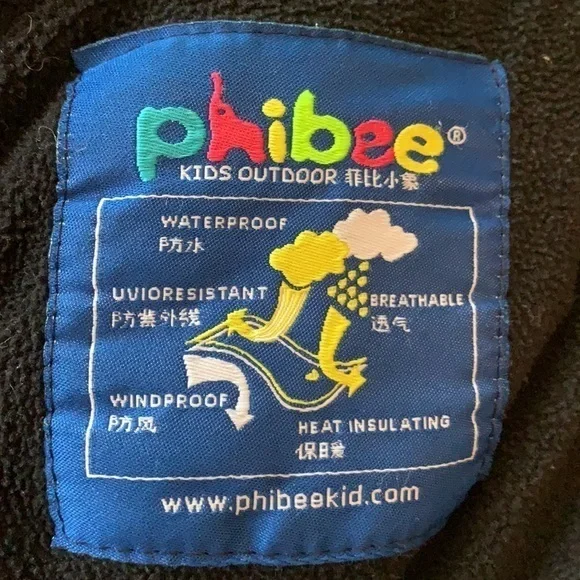 phibee®
KIDS OUTDOOR 菲比小象
WATERPROOF
防水
UVIORESISTANT
防紫外线
BREATHABLE
透气
WINDPROOF
防风
HEAT INSULATING
保暖
www.phibeekid.com